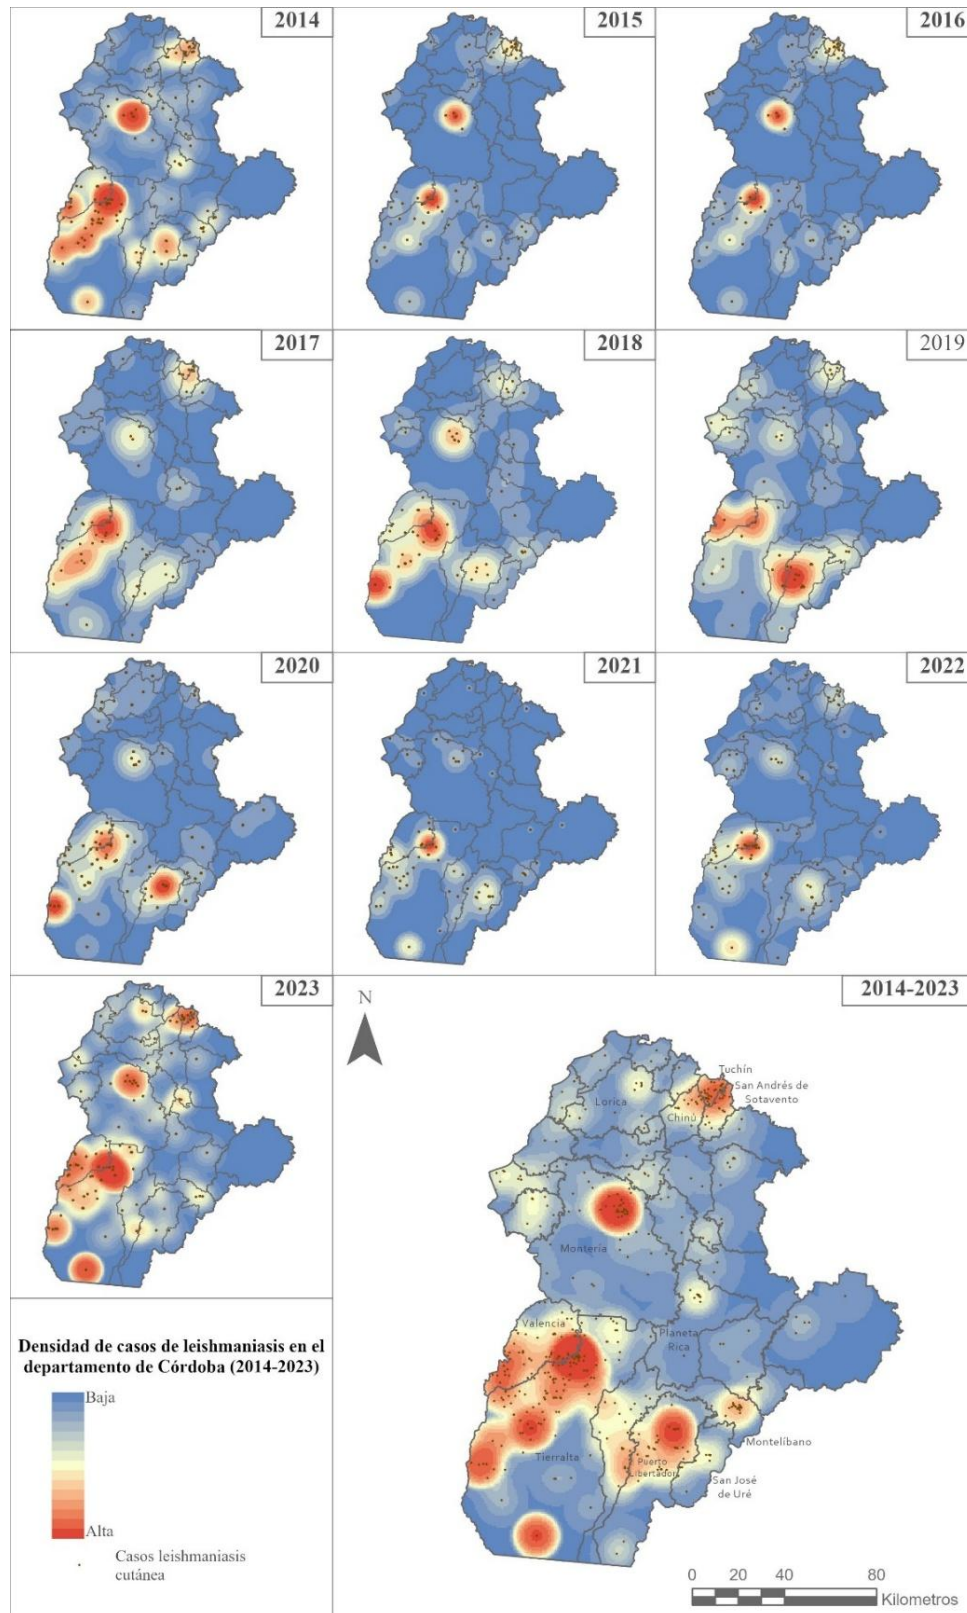 2014
2015
2016
2017
2018
2019
2020
2021
2022
2023
N
2014-2023
Tuchín
San Andrés de
Sotavento
Lorica
Chinú
Montería
Valencia
Planeta
Rica
Montelíbano
Tierralta
Puerto
Libertador
San José
de Uré
Densidad de casos de leishmaniasis en el
departamento de Córdoba (2014-2023)
Baja
Alta
Casos leishmaniasis
cutánea
0 20 40 80
Kilometros